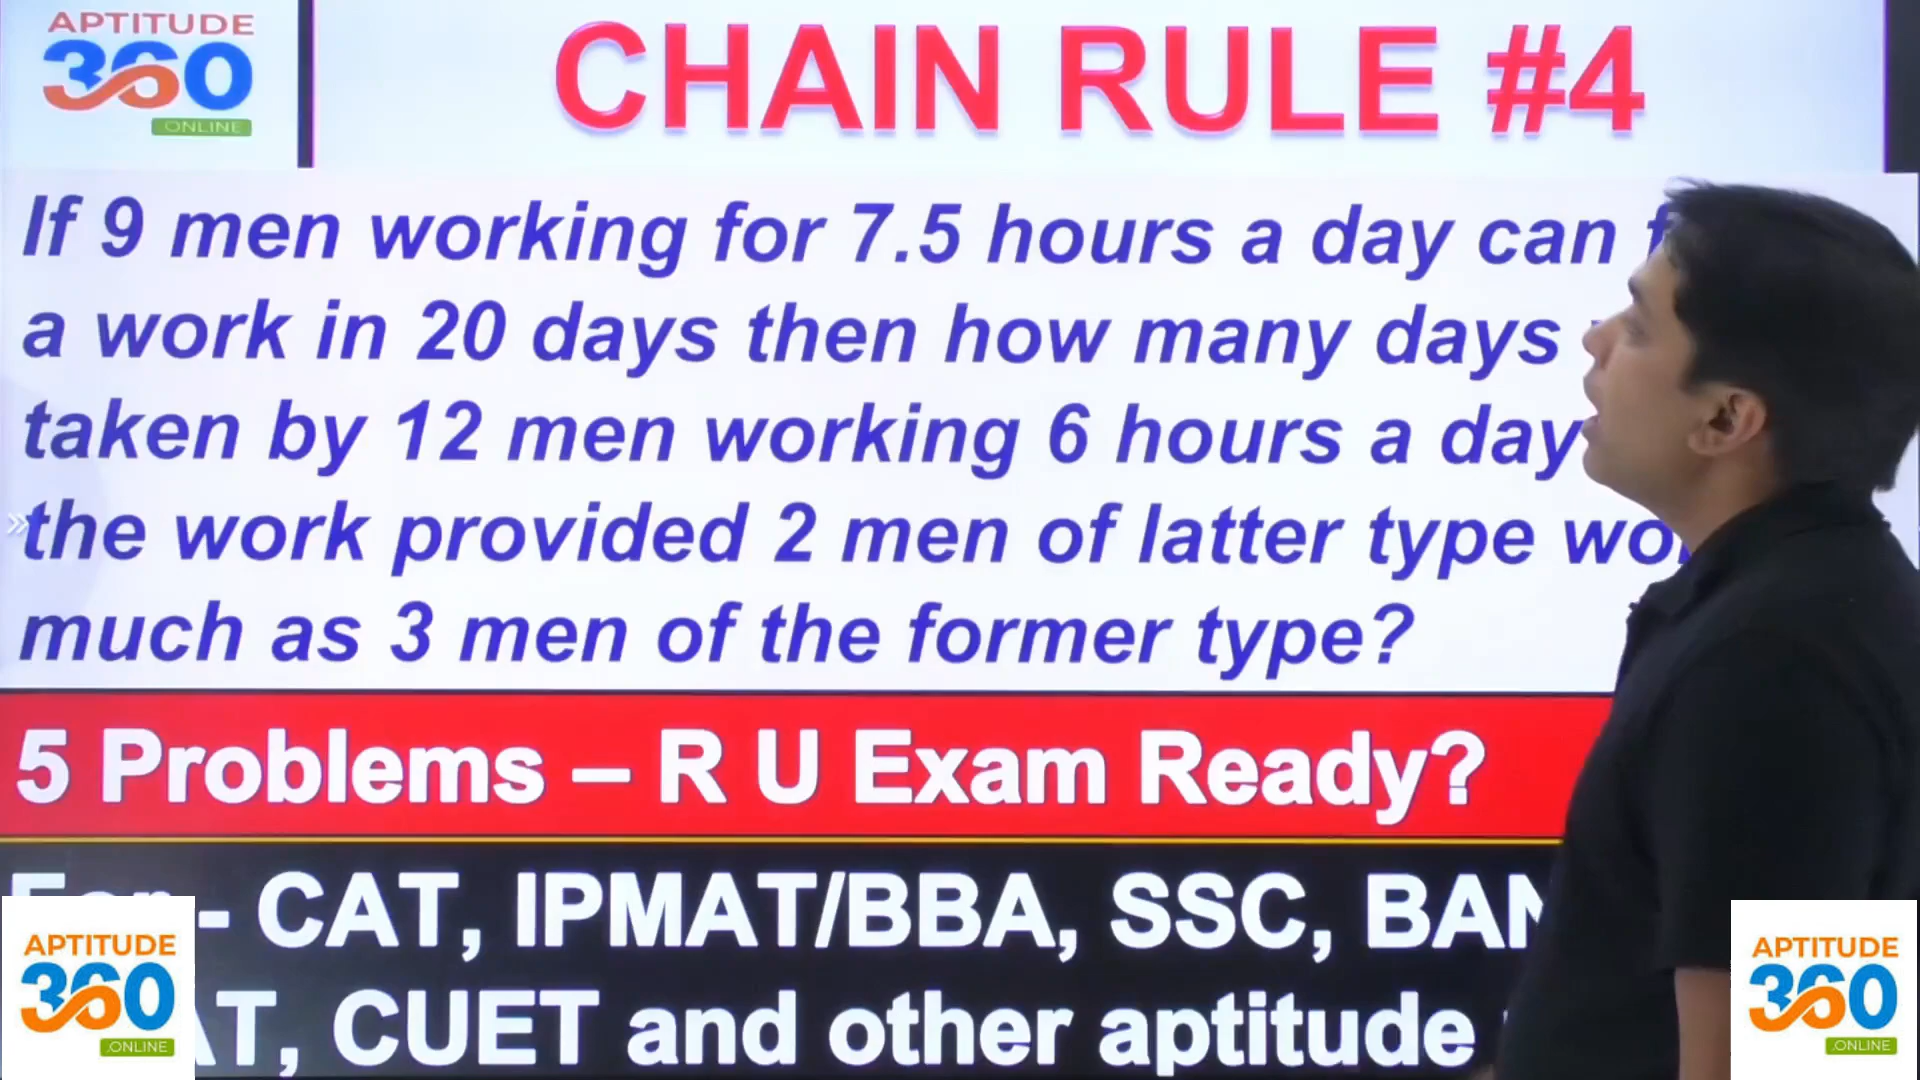 APTITUDE
360
ONLINE
CHAIN RULE #4
If 9 men working for 7.5 hours a day can
a work in 20 days then how many days
taken by 12 men working 6 hours a day
the work provided 2 men of latter type
much as 3 men of the former type?
5 Problems – R U Exam Ready?
- CAT, IPMAT/BBA, SSC,
CUET and other aptitude
APTITUDE
360
.ONLINE
APTITUDE
360
.ONLINE